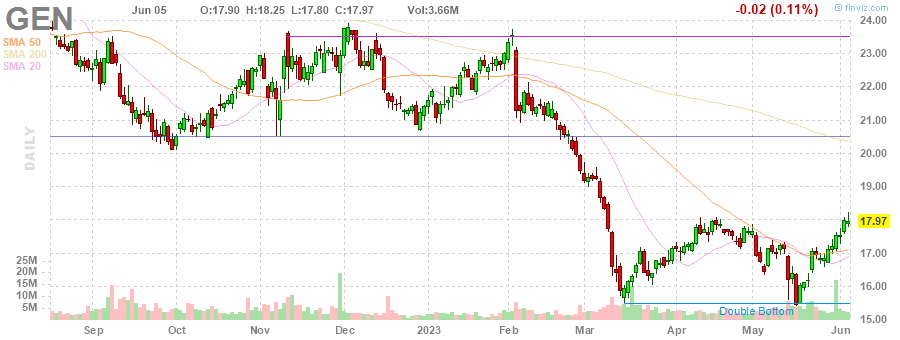 GEN Jun 05 O:17.90 H:18.25 L:17.80 C:17.97 Vol:3.66M -0.02 (0.11%) @ finviz.com
24.00
SMA 50
SMA 200
SMA 20
23.00
22.00
21.00
DAILY
20.00
19.00
17.97
17.00
25M
20M
15M
10M
5M
16.00
Double Bottom
15.00
Sep Oct Nov Dec 2023 Feb Mar Apr May Jun